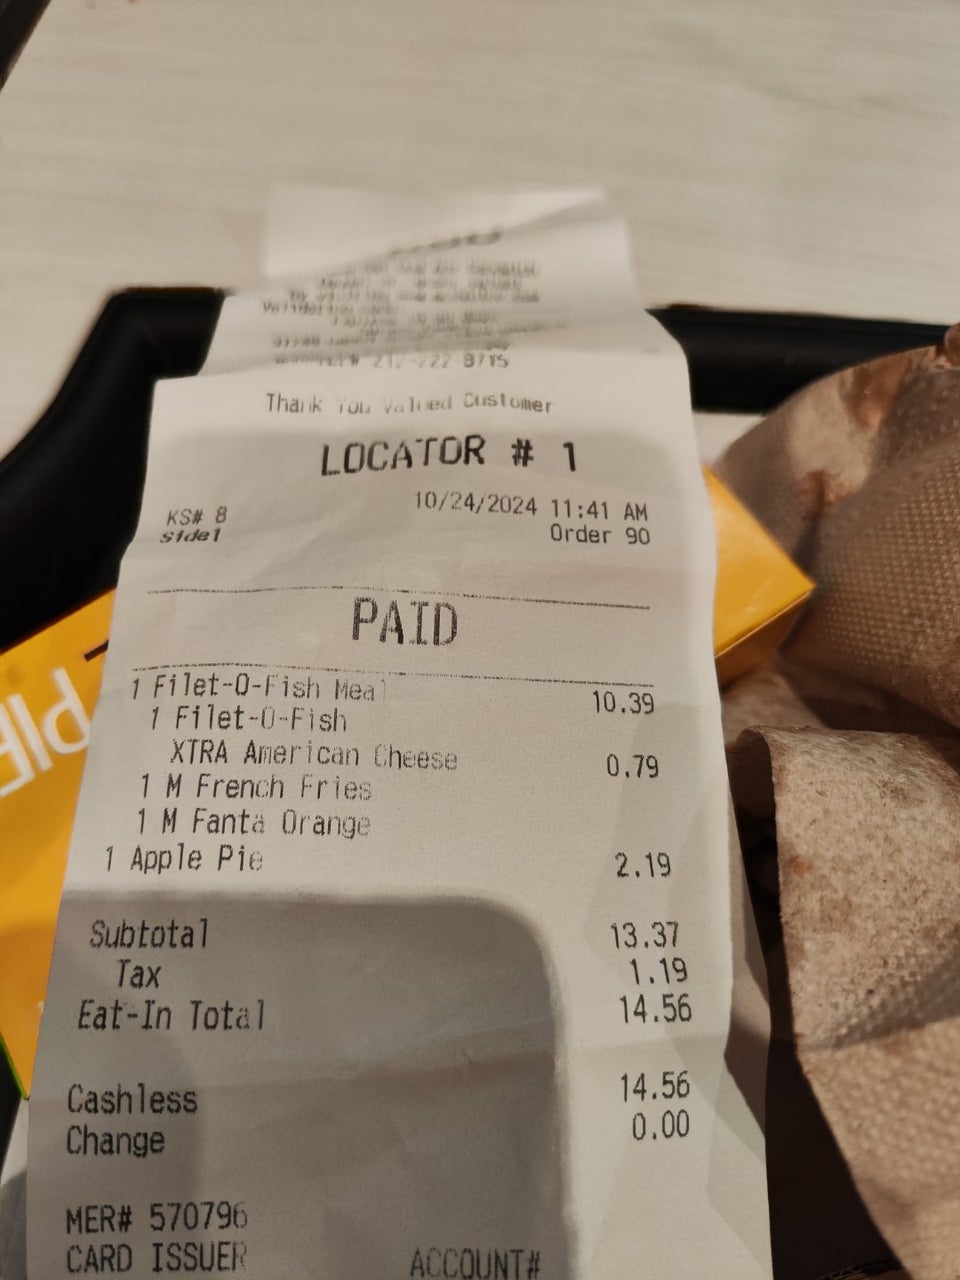 8715
Thank You Valued Customer
LOCATOR # 1
10/24/2024 11:41 AM
KS# 8
Side1
Order 90
PAID
1 Filet-O-Fish Meal 10.39
1 Filet-O-Fish
XTRA American Cheese 0.79
1 M French Fries
1 M Fanta Orange
1 Apple Pie 2.19
Subtotal 13.37
Tax 1.19
Eat-In Total 14.56
Cashless 14.56
Change 0.00
MER# 570796
CARD ISSUER ACCOUNT#
PIE